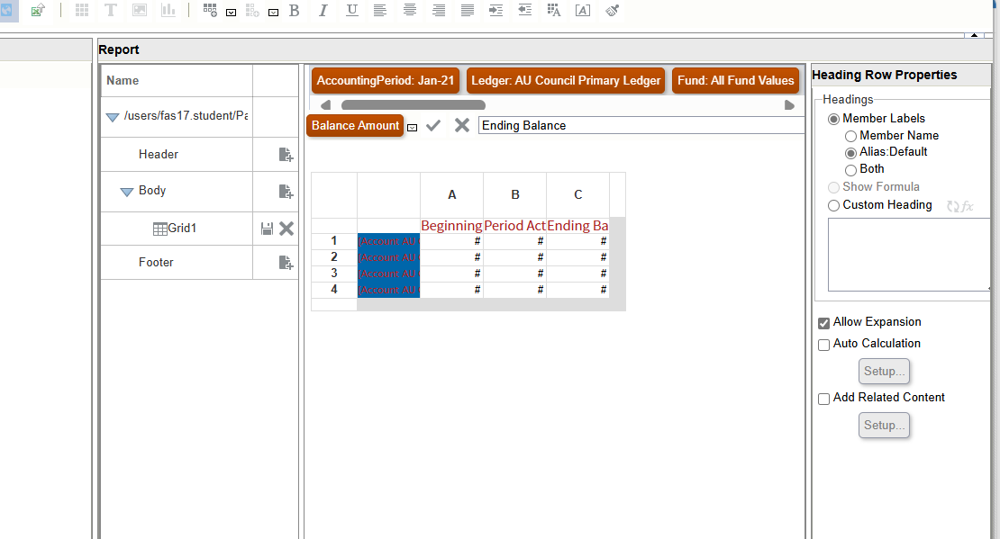 T B I U A A
Report
Name
/users/fas17.student/Pa
Header
Body
Grid1
Footer
AccountingPeriod: Jan-21 Ledger: AU Council Primary Ledger Fund: All Fund Values
Balance Amount Ending Balance
A B C
Beginning Period Act Ending Ba
1 [Account AU # # #
2 [Account AU # # #
3 [Account AU # # #
4 [Account AU # # #
Heading Row Properties
Headings
Member Labels
Member Name
Alias:Default
Both
Show Formula
Custom Heading fx
Allow Expansion
Auto Calculation
Setup...
Add Related Content
Setup...